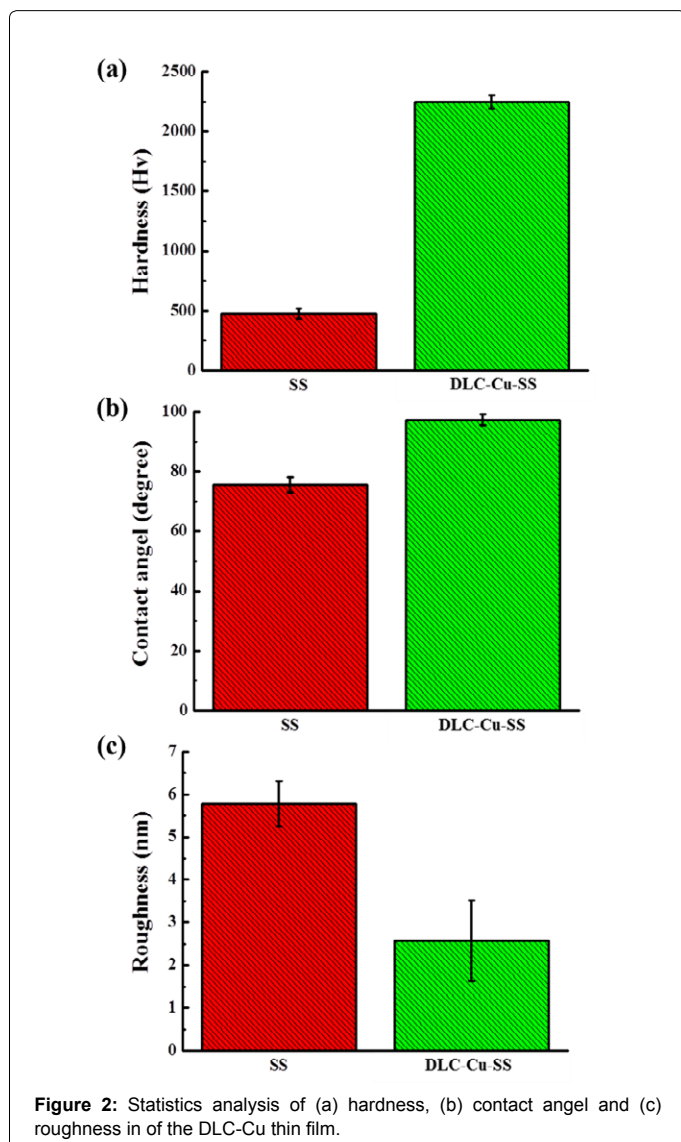 (a)
Hardness (Hv)
2500
2000
1500
1000
500
0
SS
DLC-Cu-SS
(b)
Contact angel (degree)
100
80
60
40
20
0
SS
DLC-Cu-SS
(c)
Roughness (nm)
7
6
5
4
3
2
1
0
SS
DLC-Cu-SS
Figure 2: Statistics analysis of (a) hardness, (b) contact angel and (c)
roughness in of the DLC-Cu thin film.